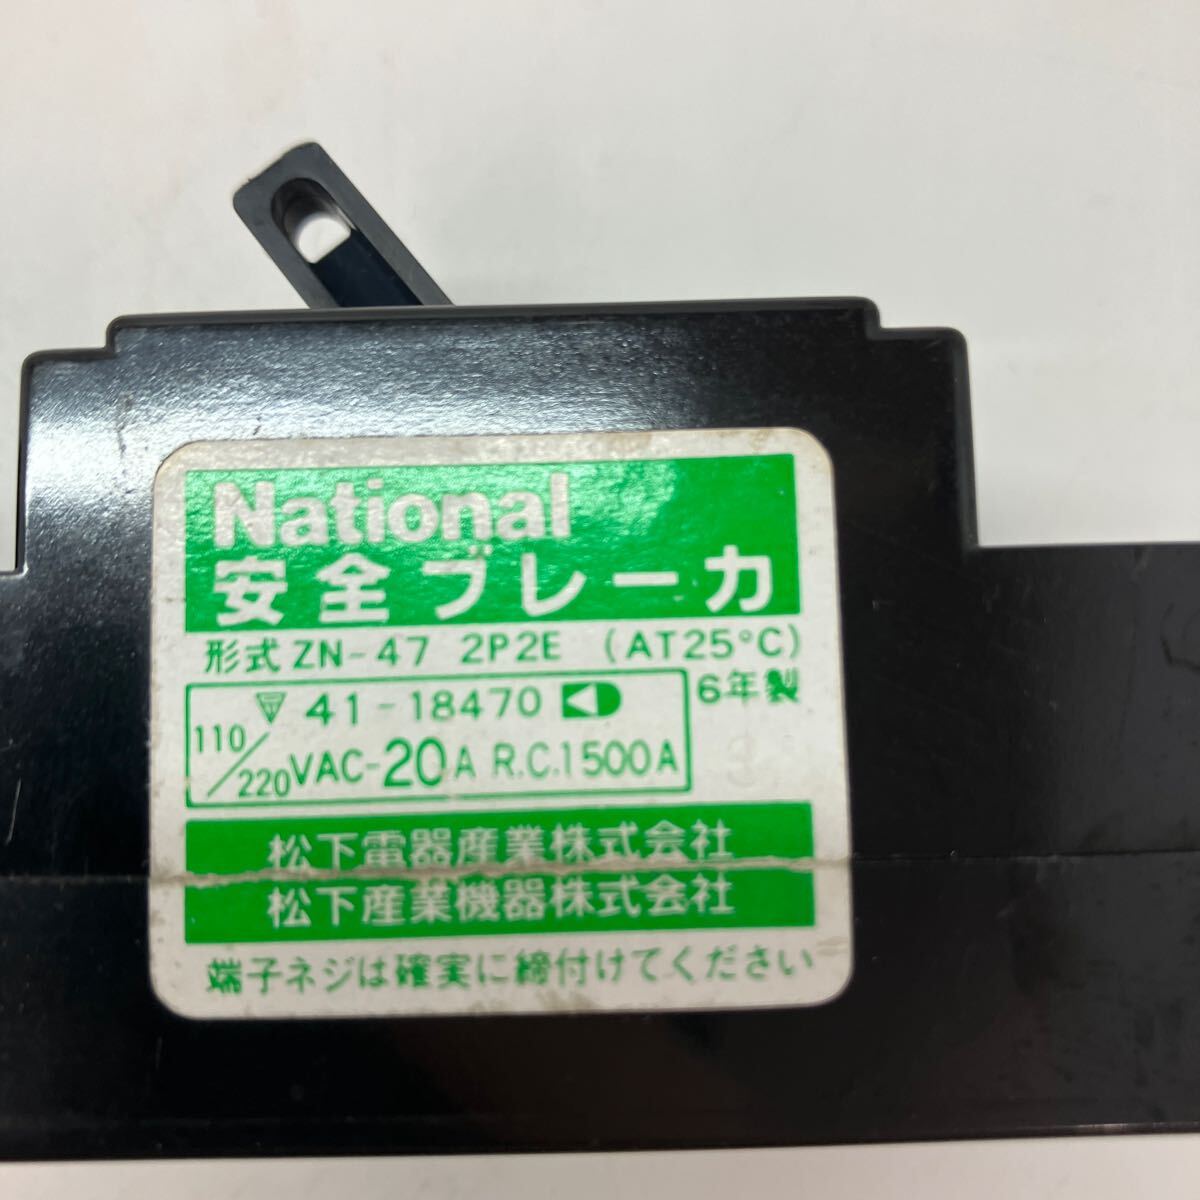 National
安全ブレーカ
形式 ZN-47 2P2E (AT25°C)
41-18470
6年製
110/220VAC-20A R.C.1500A
松下電器産業株式会社
松下産業機器株式会社
端子ネジは確実に締付けてください